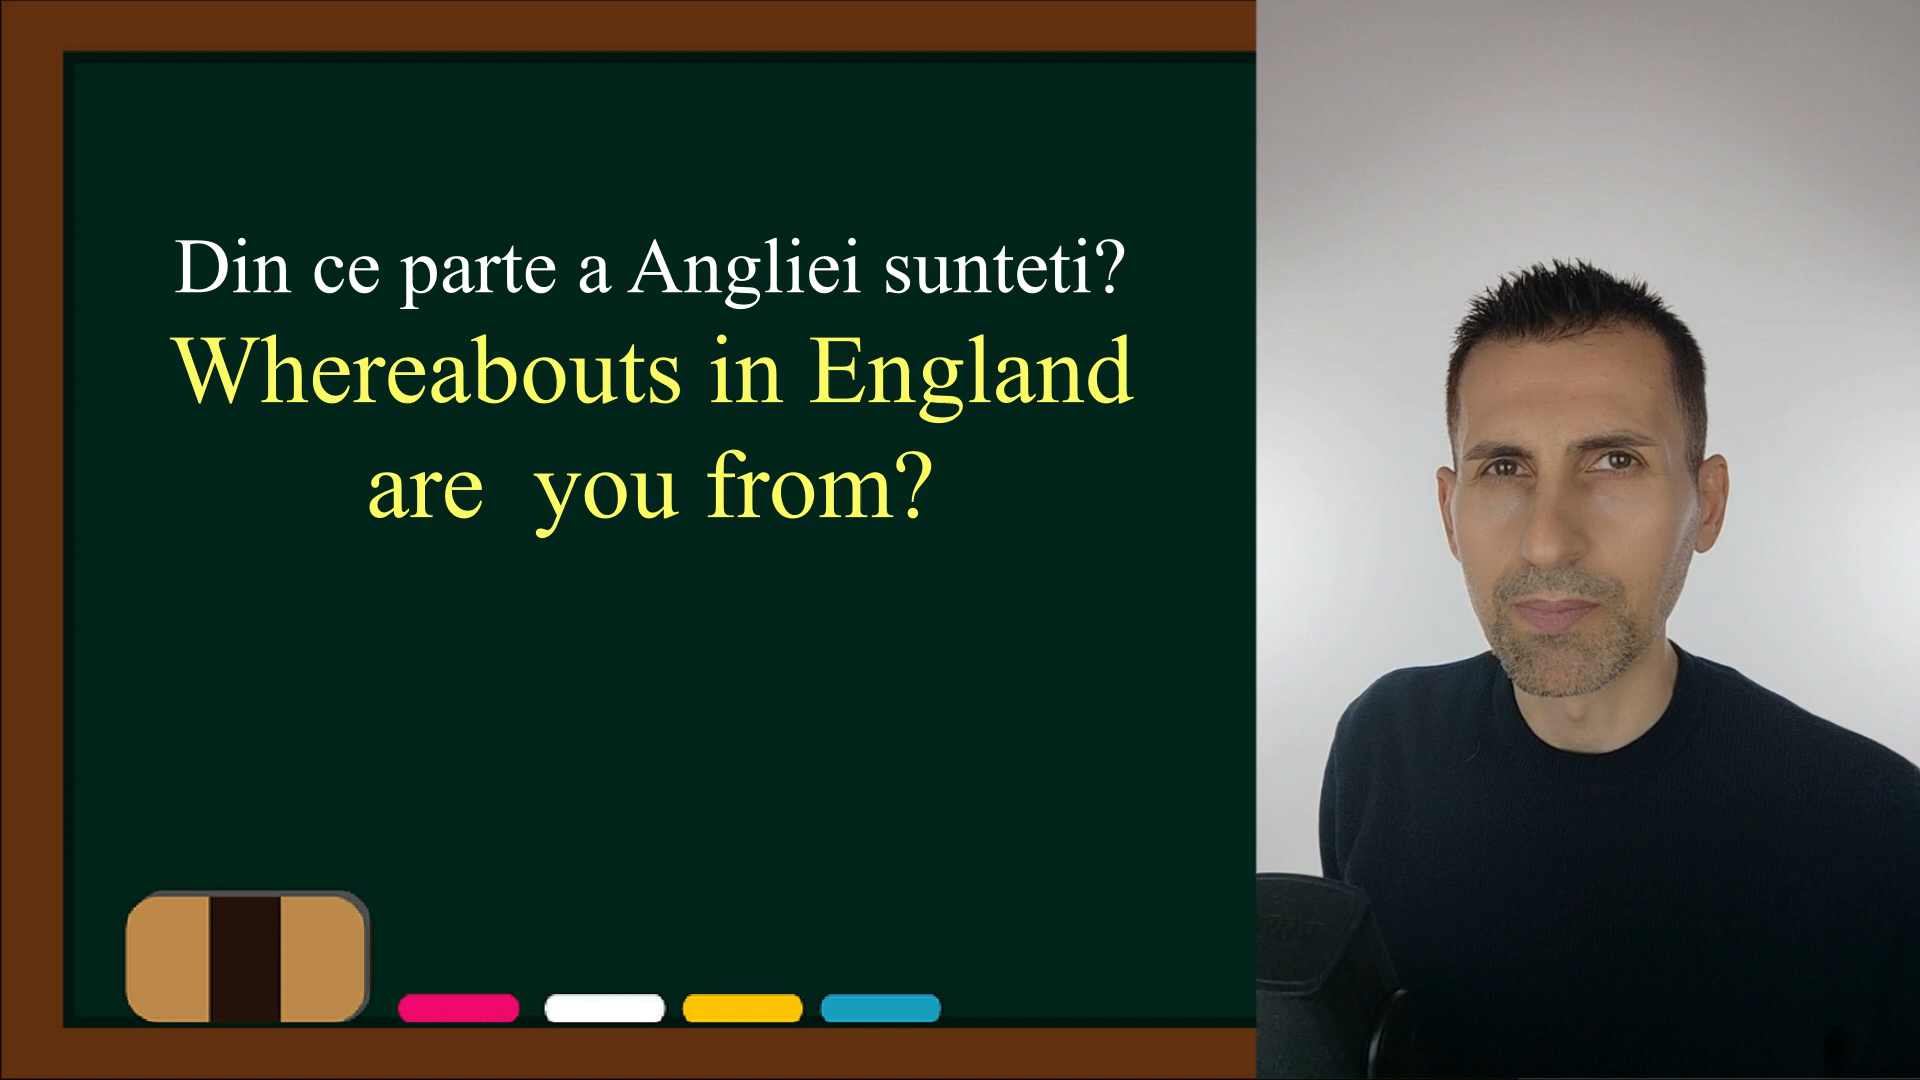 Din ce parte a Angliei sunteti?
Whereabouts in England
are  you from?